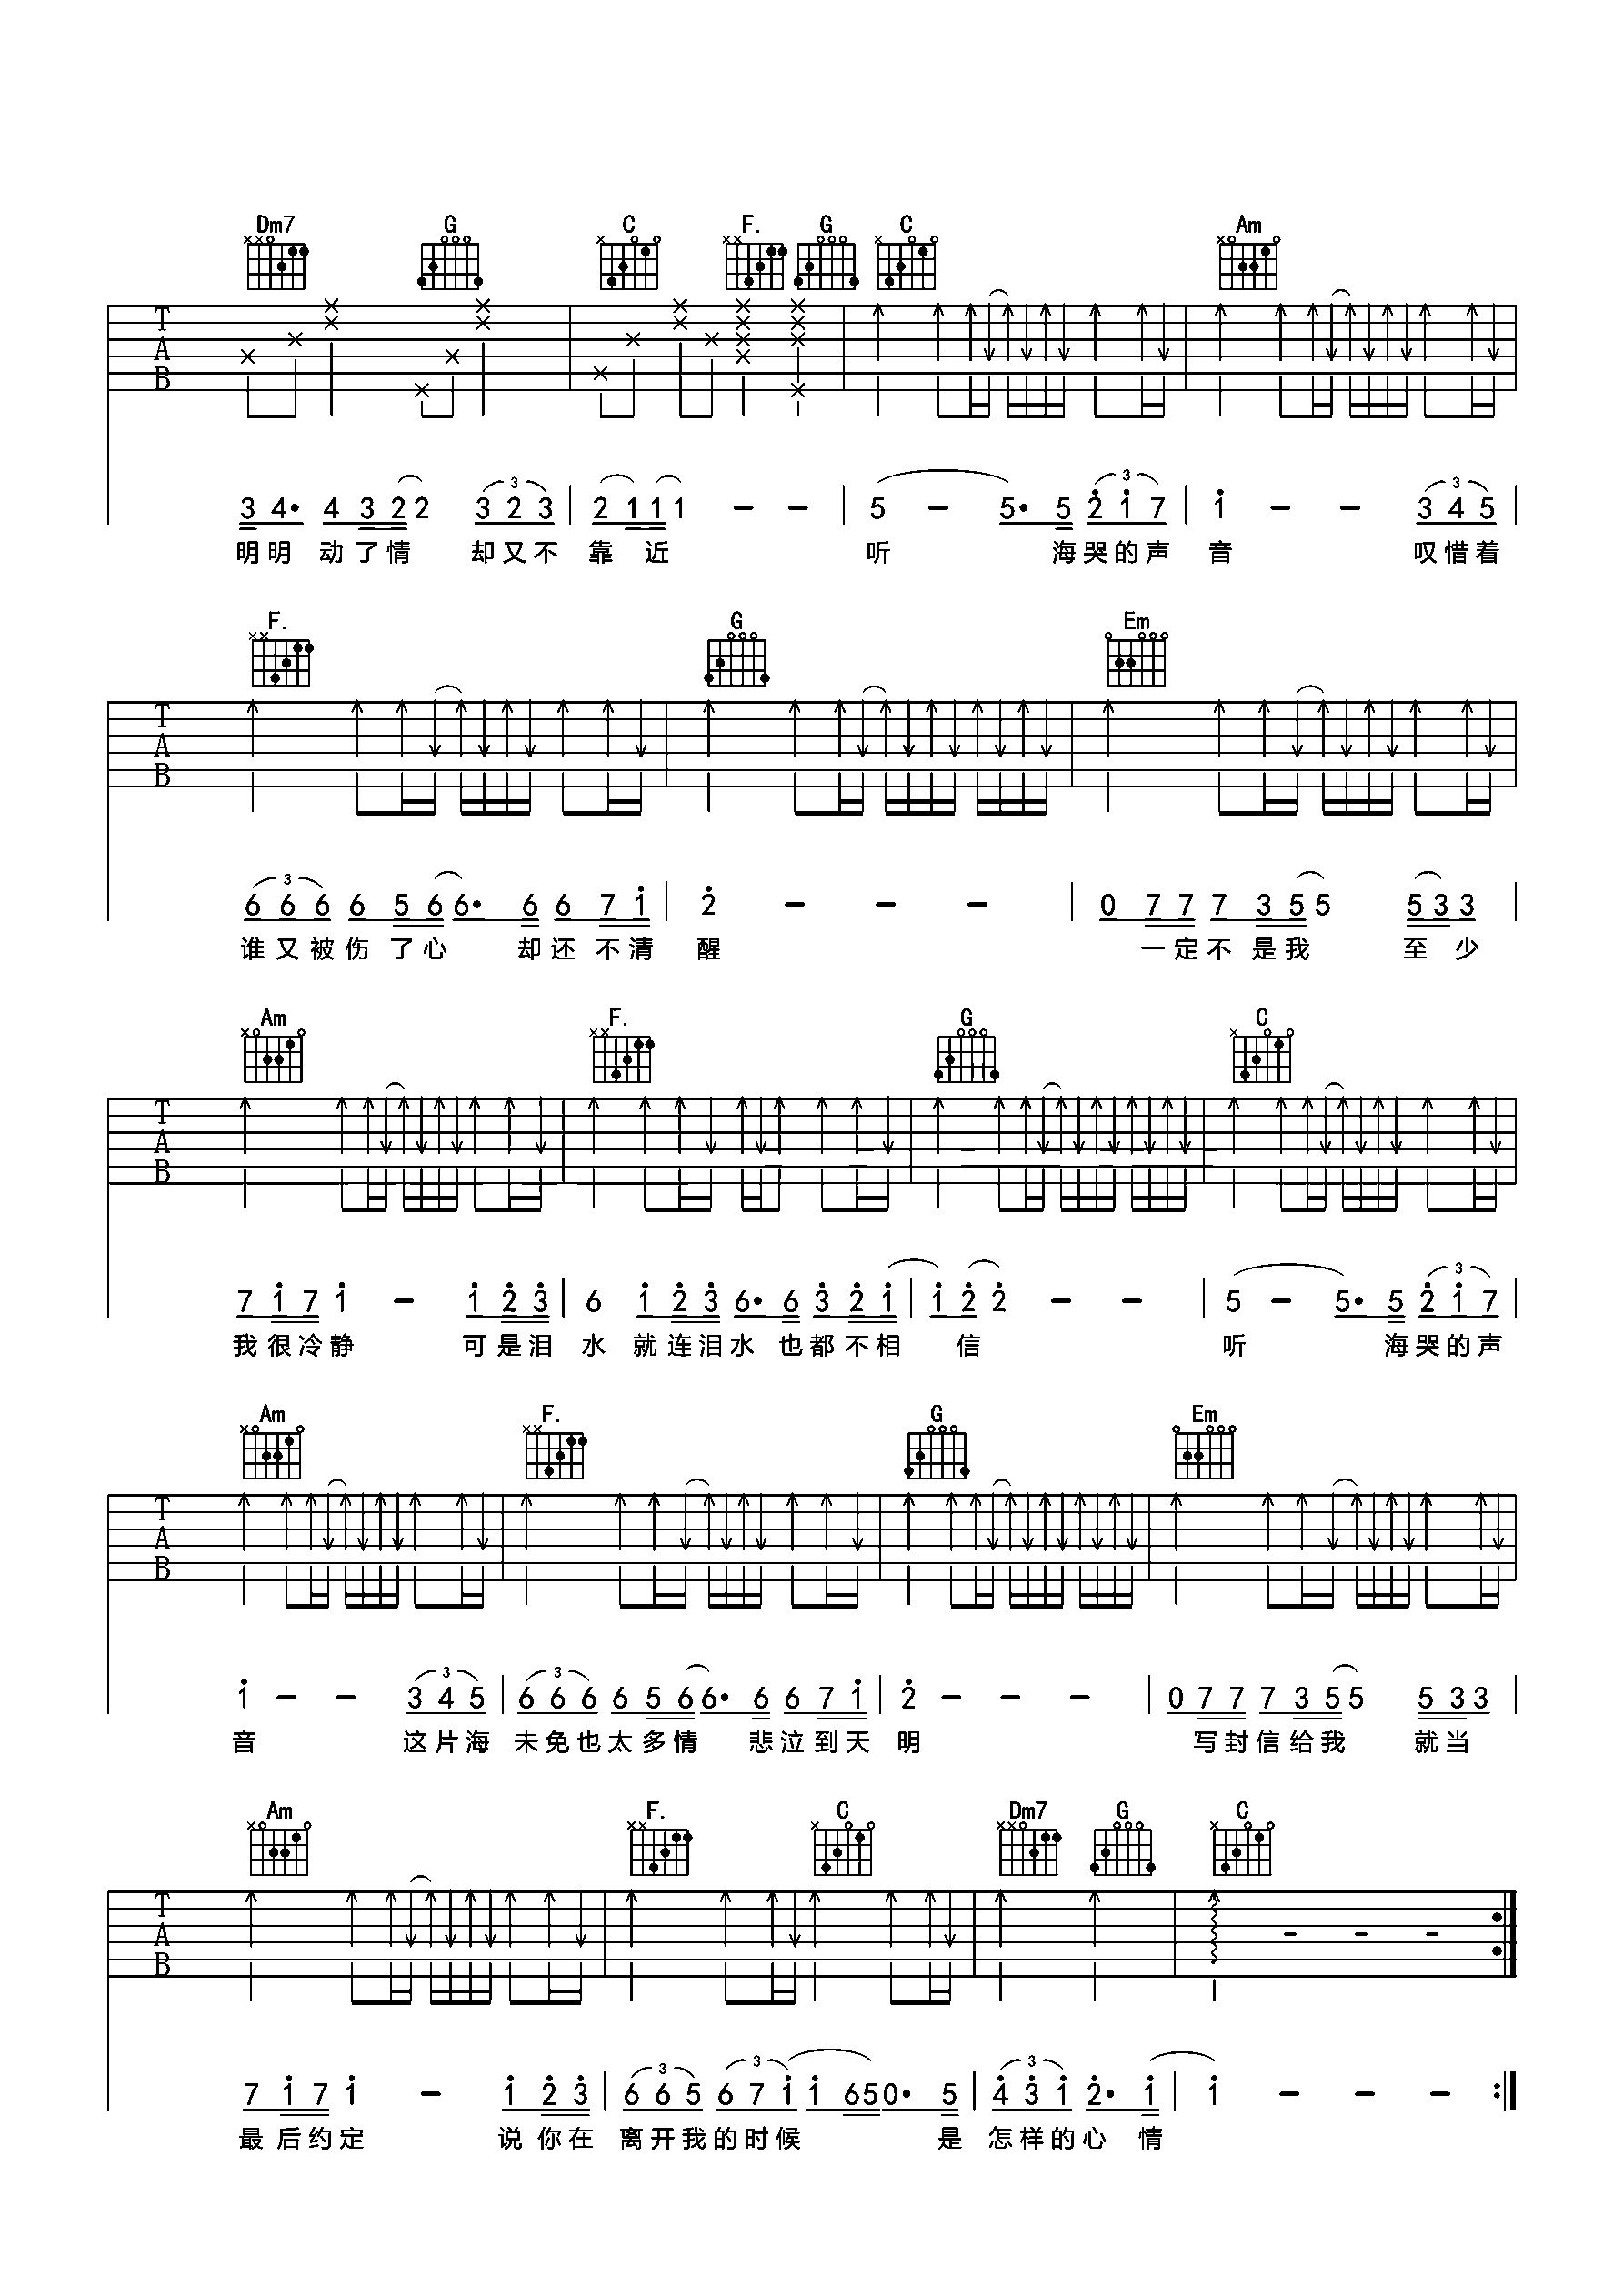 Dm7 G C F. G C Am
T
A
B
3 4· 4 3 2 2 3 2 3 | 2 1 1 1 - - | 5 - 5· 5 2 1 7 | 1 - - 3 4 5 |
明明 动了情 却又不 靠 近 听 海哭的声 音 叹惜着
F. G Em
T
A
B
6 6 6 6 5 6 6· 6 6 7 1 | 2 - - - | 0 7 7 7 3 5 5 5 3 3 |
谁又被伤 了心 却还 不清 醒 一定不 是我 至 少
Am F. G C
T
A
B
7 1 7 1 - 1 2 3 | 6 1 2 3 6· 6 3 2 1 | 1 2 2 - - | 5 - 5· 5 2 1 7 |
我很冷静 可是泪 水 就连泪水 也都不相 信 听 海哭的声
Am F. G Em
T
A
B
1 - - 3 4 5 | 6 6 6 6 5 6 6· 6 6 7 1 | 2 - - - | 0 7 7 7 3 5 5 5 3 3 |
音 这片海 未免也太多情 悲泣到天 明 写封信给我 就当
Am F. C Dm7 G C
T
A
B
7 1 7 1 - 1 2 3 | 6 6 5 6 7 1 1 6 5 0· 5 | 4 3 1 2· 1 | 1 - - - :|
最后约定 说你在 离开我的时候 是 怎样的心 情